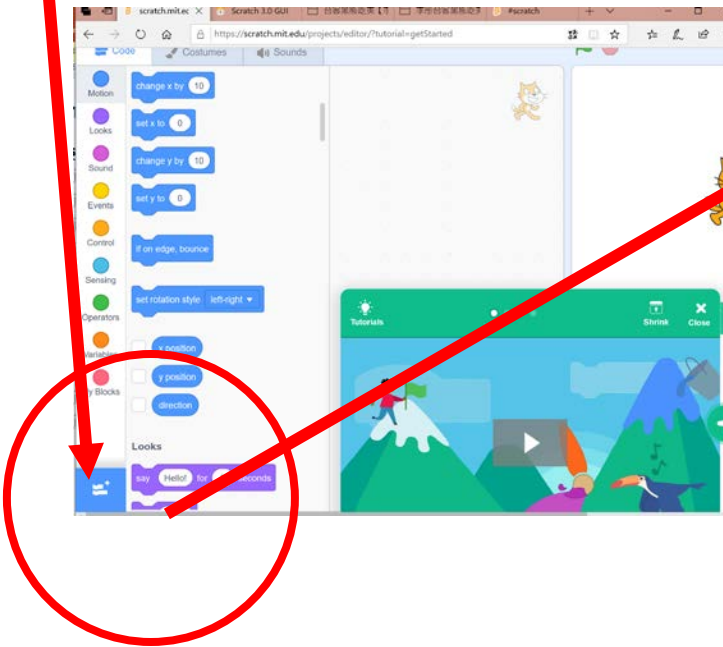 scratch.mit.ec
Scratch 3.0 GUI
#scratch
https://scratch.mit.edu/projects/editor/?tutorial=getStarted
Code
Costumes
Sounds
Motion
Looks
Sound
Events
Control
Sensing
Operators
Variables
y Blocks
change x by 10
set x to 0
change y by 10
set y to 0
if on edge, bounce
set rotation style left-right
x position
y position
direction
Looks
say Hello! for seconds
Tutorials
Shrink
Close